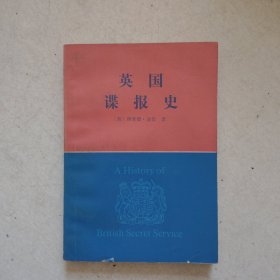 英国
谍报史
A History of
British Secret Service